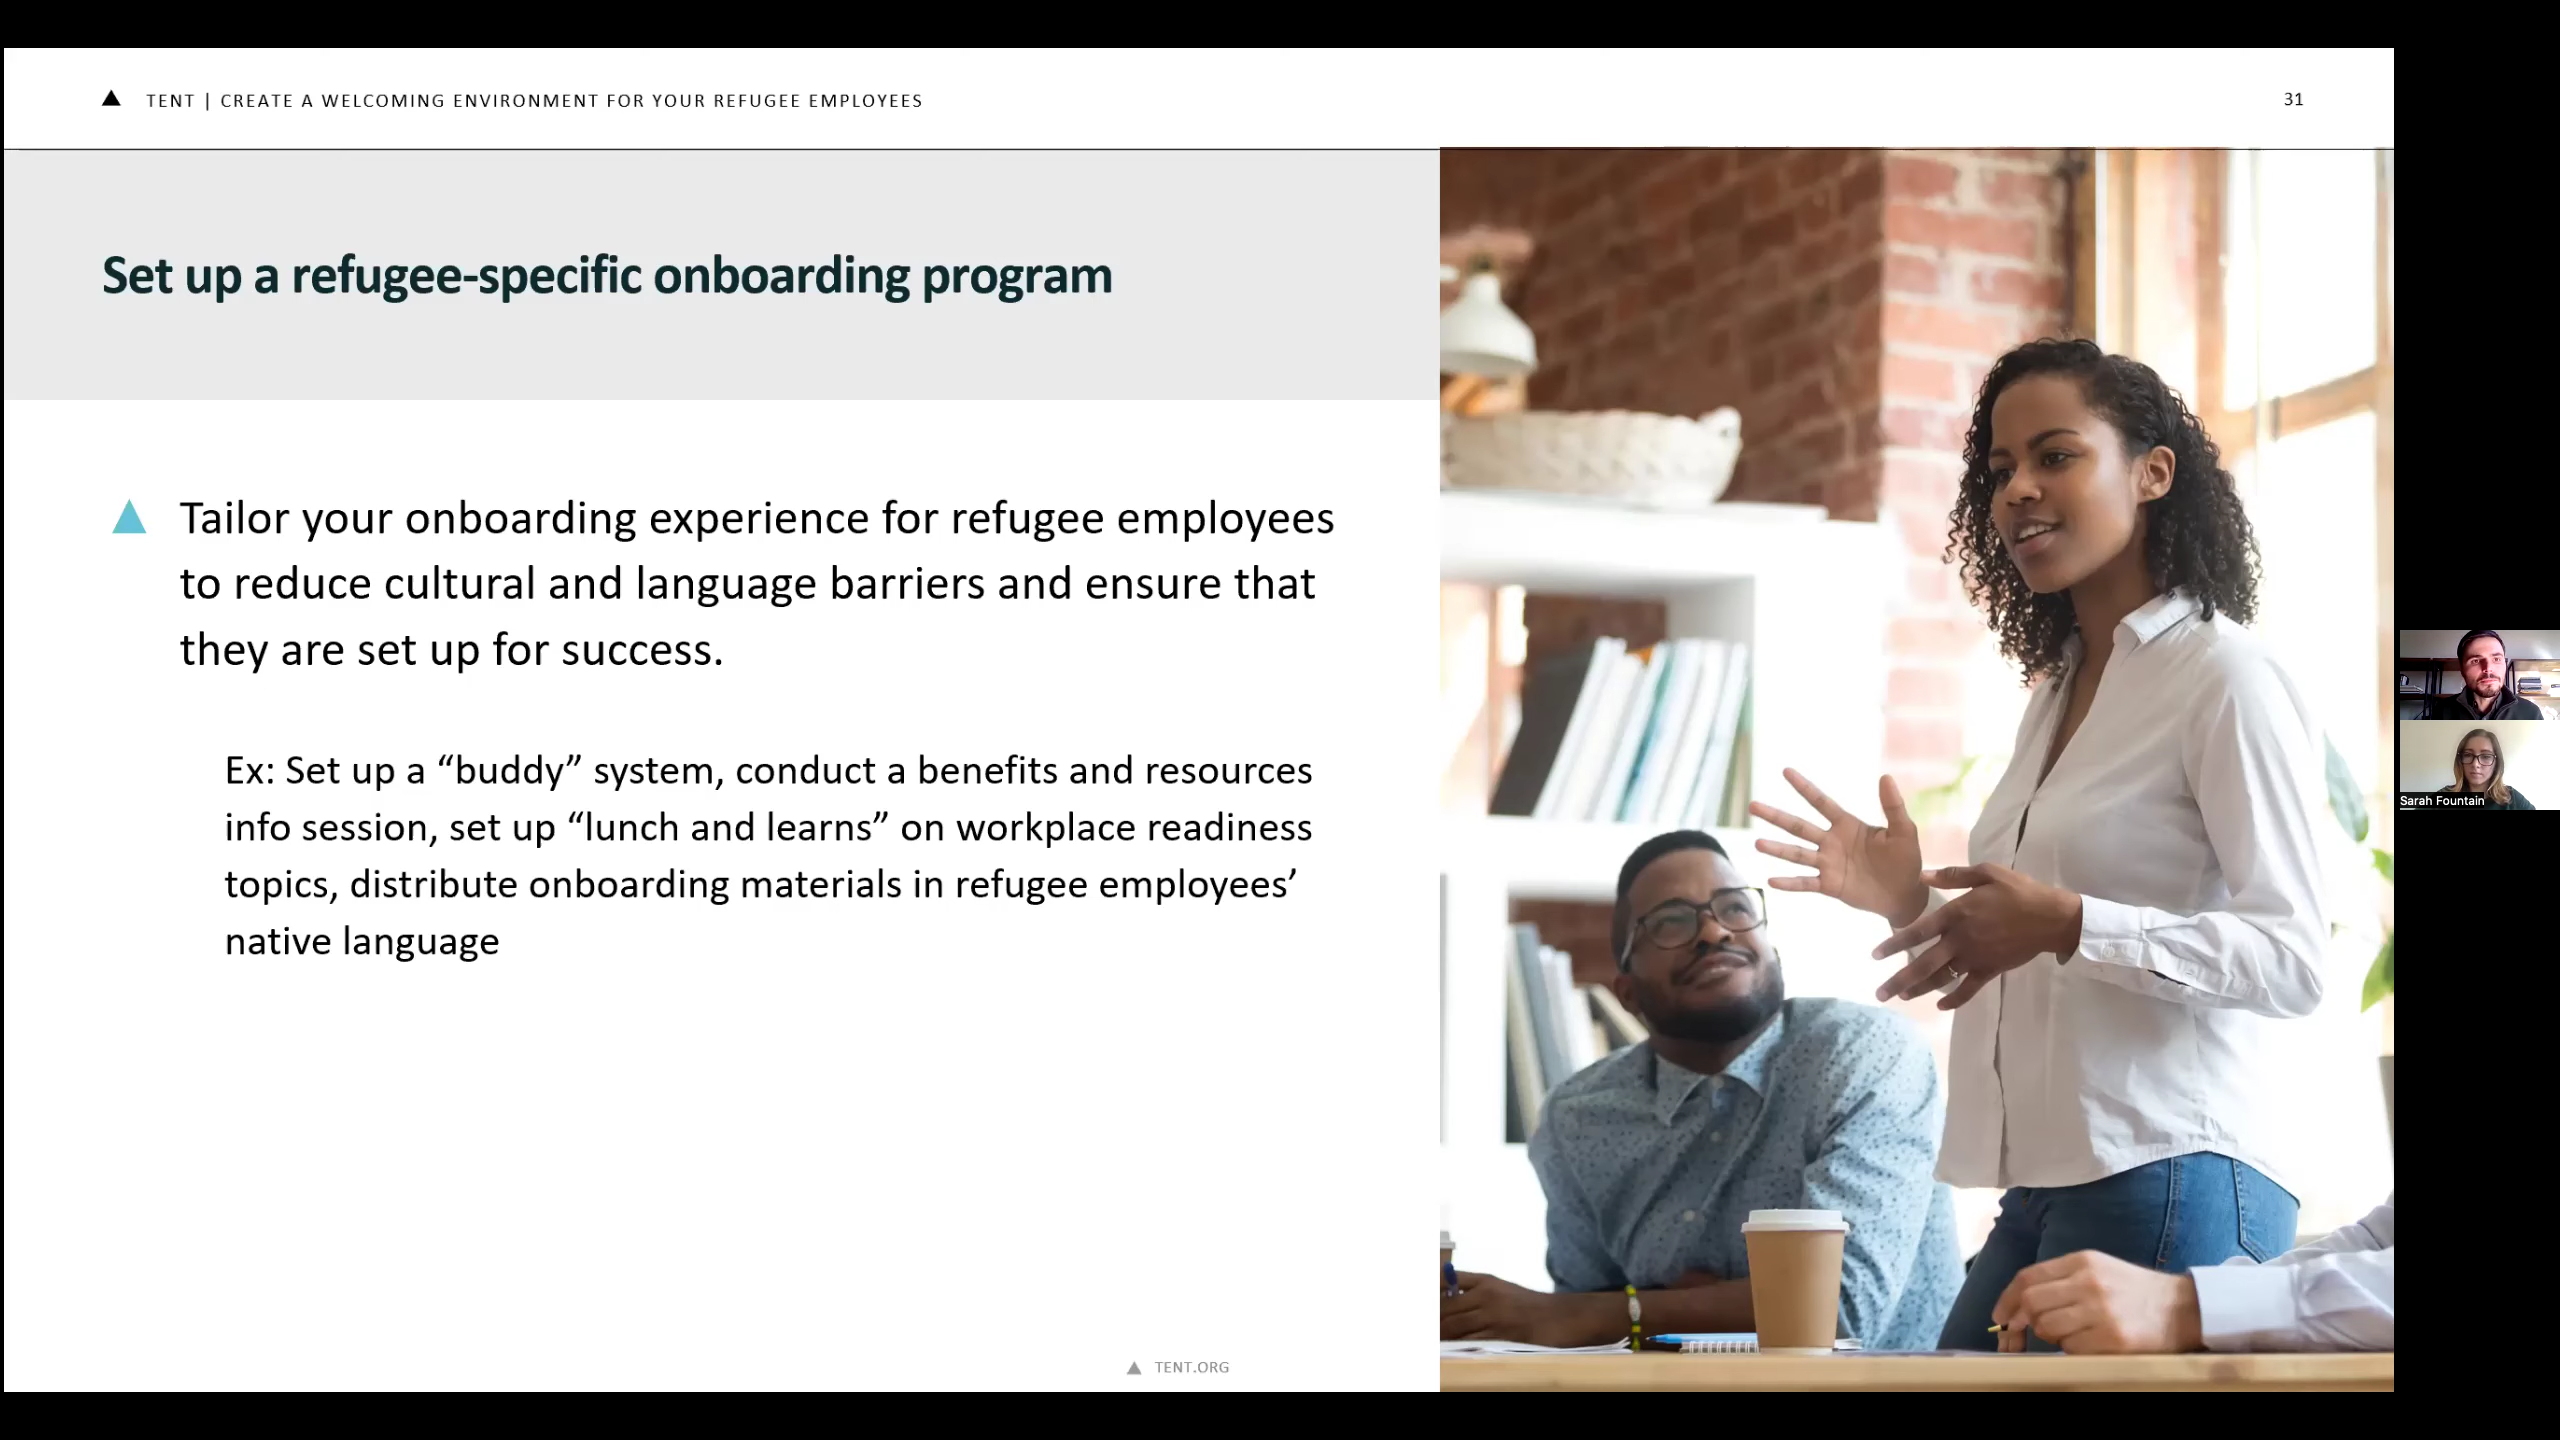 TENT | CREATE A WELCOMING ENVIRONMENT FOR YOUR REFUGEE EMPLOYEES
31
Set up a refugee-specific onboarding program
Tailor your onboarding experience for refugee employees
to reduce cultural and language barriers and ensure that
they are set up for success.
Ex: Set up a “buddy” system, conduct a benefits and resources
info session, set up “lunch and learns” on workplace readiness
topics, distribute onboarding materials in refugee employees’
native language
Sarah Fountain
TENT.ORG